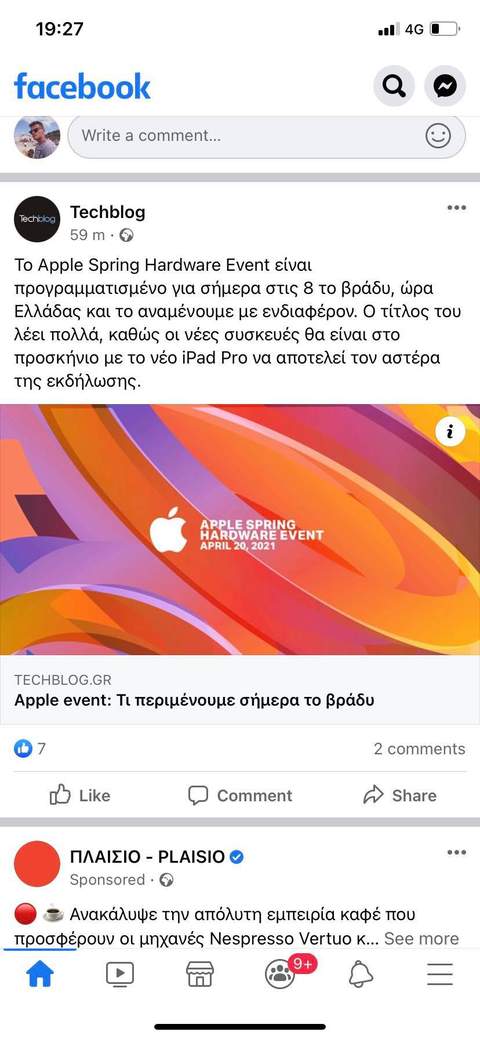 19:27
4G
facebook
Write a comment...
Techblog
Techblog
59 m ·
Το Apple Spring Hardware Event είναι
προγραμματισμένο για σήμερα στις 8 το βράδυ, ώρα
Ελλάδας και το αναμένουμε με ενδιαφέρον. Ο τίτλος του
λέει πολλά, καθώς οι νέες συσκευές θα είναι στο
προσκήνιο με το νέο iPad Pro να αποτελεί τον αστέρα
της εκδήλωσης.
APPLE SPRING
HARDWARE EVENT
APRIL 20, 2021
TECHBLOG.GR
Apple event: Τι περιμένουμε σήμερα το βράδυ
7
2 comments
Like
Comment
Share
ΠΛΑΙΣΙΟ - PLAISIO
Sponsored ·
🔴 ☕ Ανακάλυψε την απόλυτη εμπειρία καφέ που
προσφέρουν οι μηχανές Nespresso Vertuo κ... See more
9+